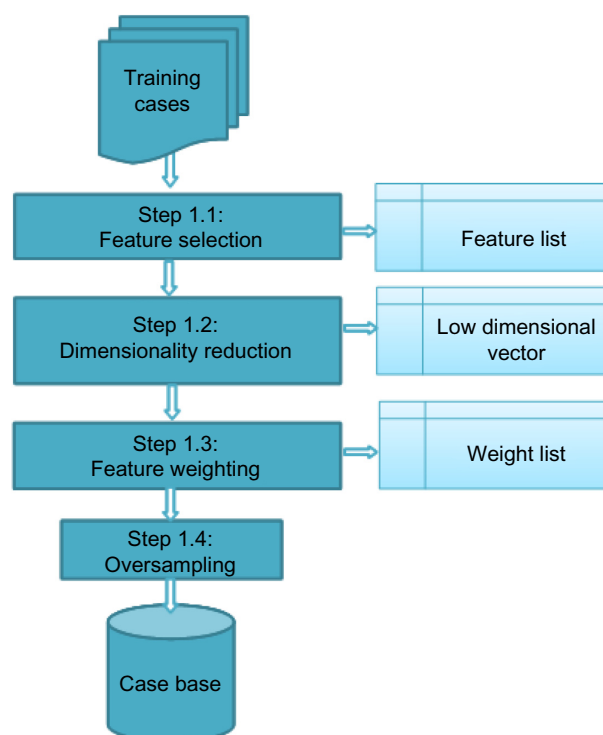 Training
cases
Step 1.1:
Feature selection
Feature list
Step 1.2:
Dimensionality reduction
Low dimensional
vector
Step 1.3:
Feature weighting
Weight list
Step 1.4:
Oversampling
Case base